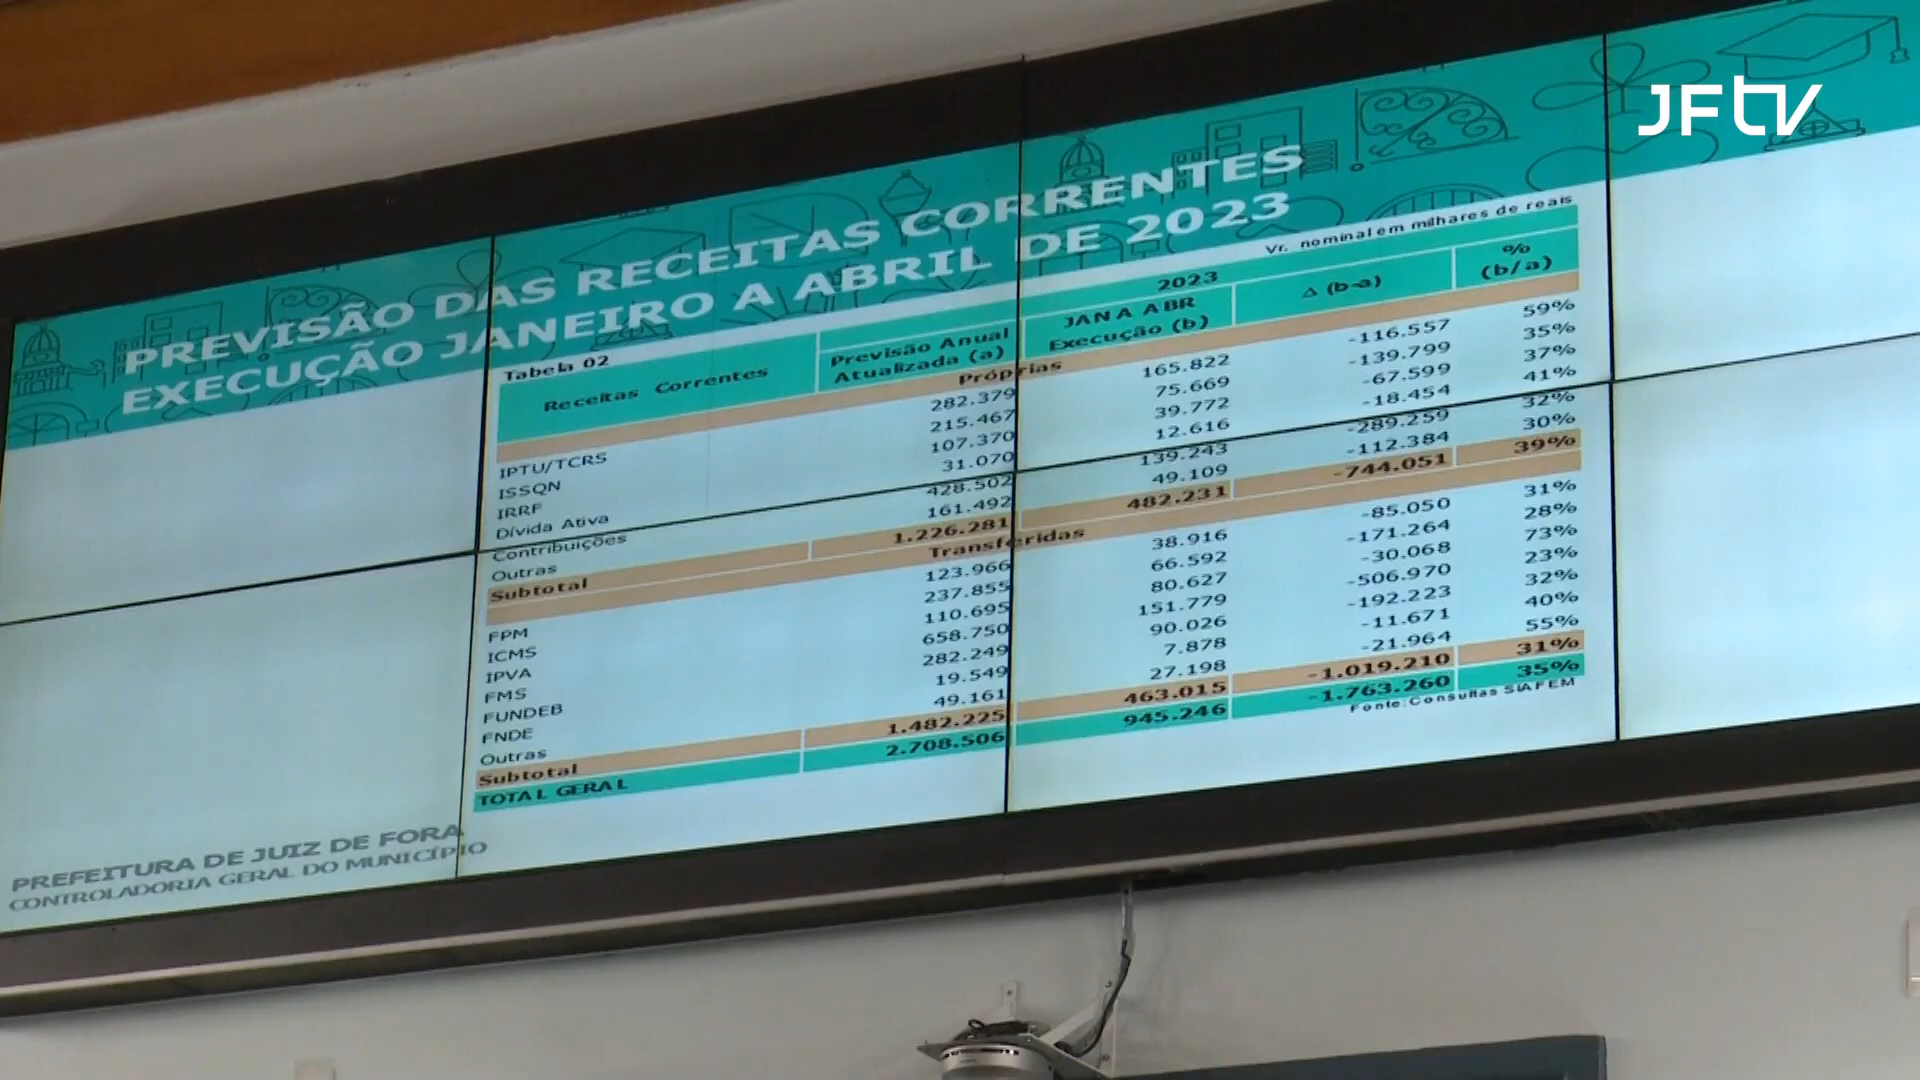 JFtv
PREVISÃO DAS RECEITAS CORRENTES
EXECUÇÃO JANEIRO A ABRIL DE 2023
Vr. nominal em milhares de reais
Tabela 02
Receitas Correntes
Previsão Anual
Atualizada (a)
2023
JAN A ABR
Execução (b)
Δ (b-a)
%
(b/a)
Próprias
IPTU/TCRS 282.379 165.822 -116.557 59%
ISSQN 215.467 75.669 -139.799 35%
IRRF 107.370 39.772 -67.599 37%
Dívida Ativa 31.070 12.616 -18.454 41%
Contribuições 428.502 139.243 -289.259 32%
Outras 161.492 49.109 -112.384 30%
Subtotal 1.226.281 482.231 -744.051 39%
Transferidas
FPM 123.966 38.916 -85.050 31%
ICMS 237.855 66.592 -171.264 28%
IPVA 110.695 80.627 -30.068 73%
FMS 658.750 151.779 -506.970 23%
FUNDEB 282.249 90.026 -192.223 32%
FNDE 19.549 7.878 -11.671 40%
Outras 49.161 27.198 -21.964 55%
Subtotal 1.482.225 463.015 -1.019.210 31%
TOTAL GERAL 2.708.506 945.246 -1.763.260 35%
Fonte: Consultas SIAFEM
PREFEITURA DE JUIZ DE FORA
CONTROLADORIA GERAL DO MUNICÍPIO